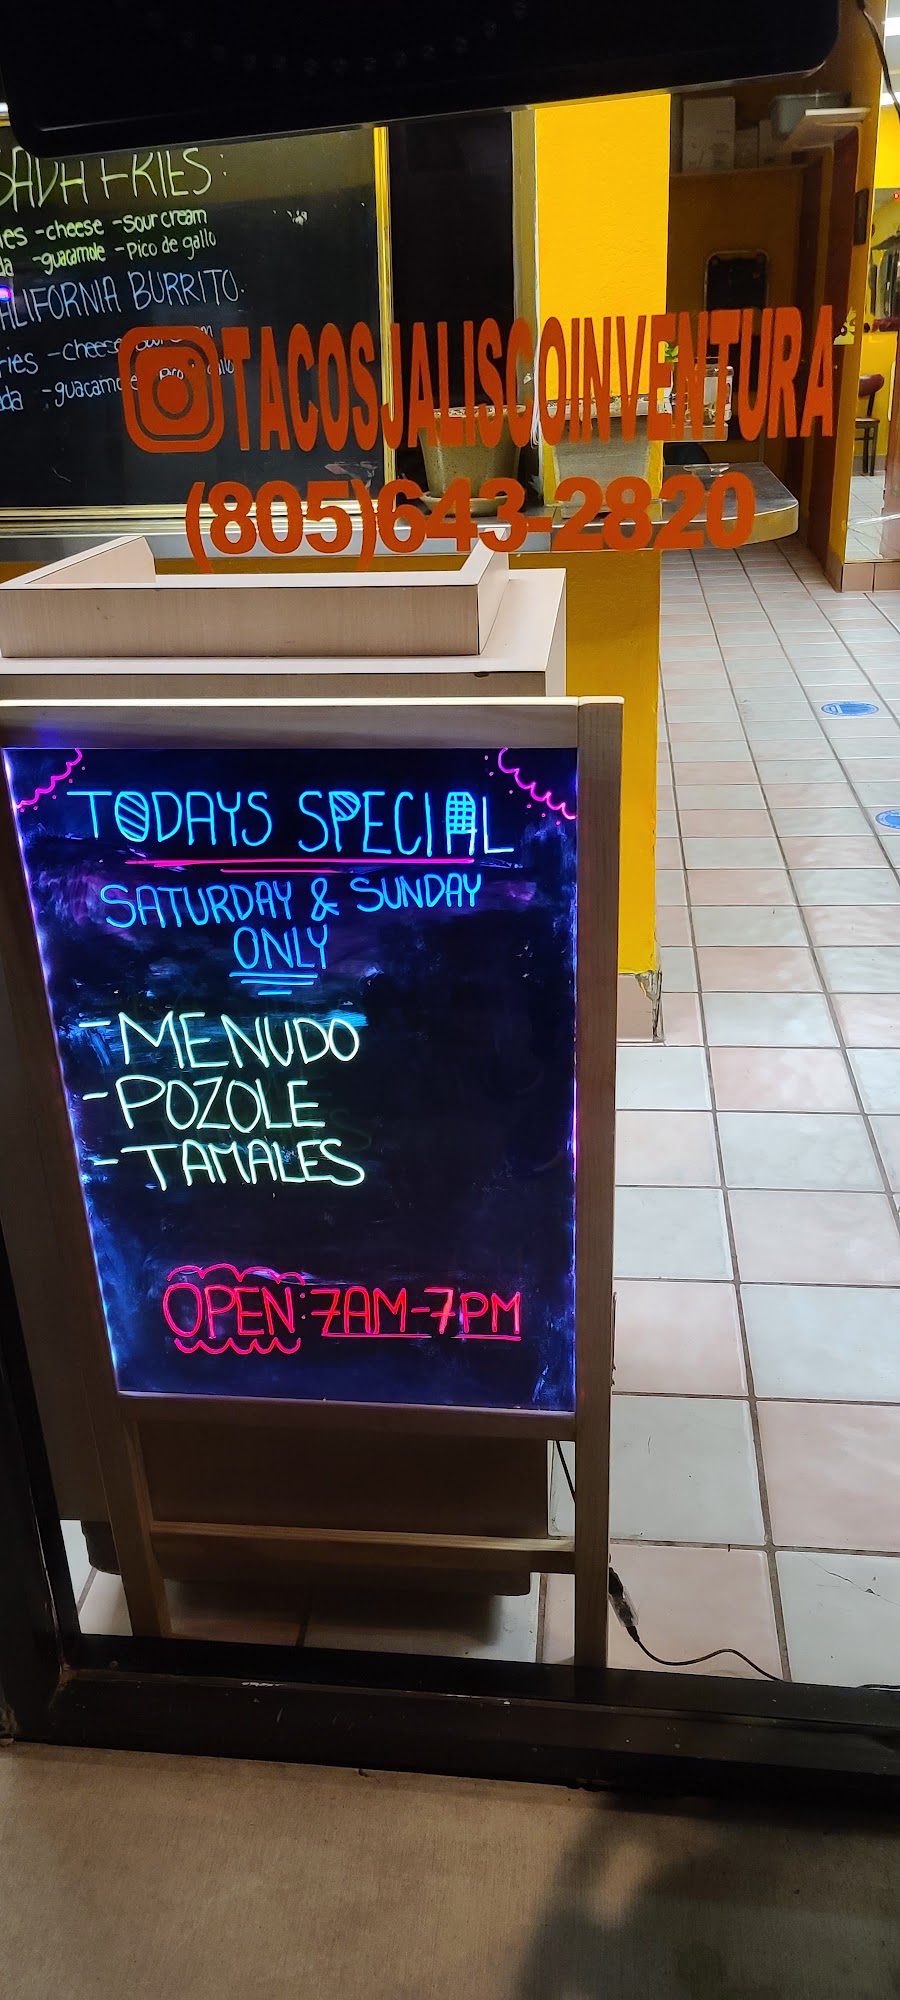 FRIES:
-cheese -sour cream
-guacamole -Pico de gallo
BURRITO.
-cheese
-guacamole
TACOSJALISCOINVENTURA
(805)643-2820
TODAYS SPECIAL
SATURDAY & SUNDAY
ONLY
-MENUDO
-POZOLE
-TAMALES
OPEN: 7AM-7PM